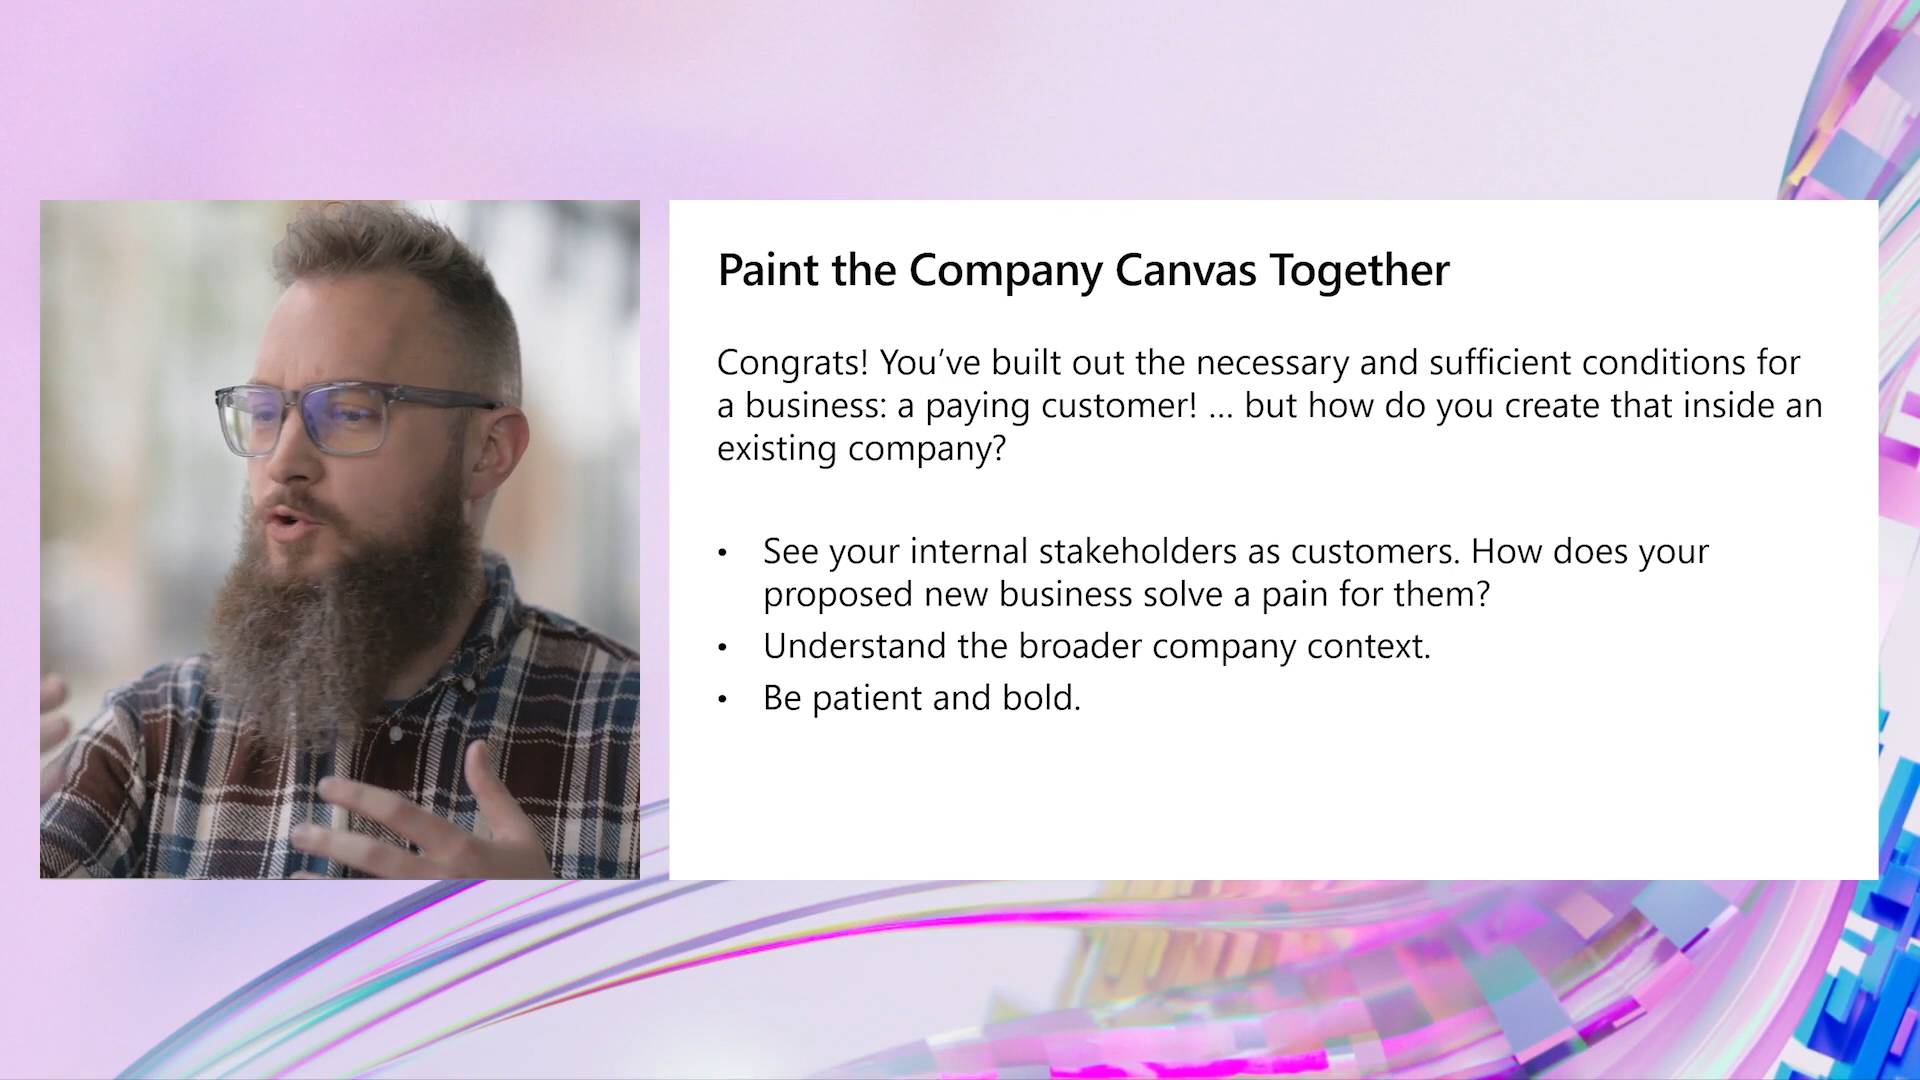 Paint the Company Canvas Together
Congrats! You’ve built out the necessary and sufficient conditions for
a business: a paying customer! ... but how do you create that inside an
existing company?
• See your internal stakeholders as customers. How does your
proposed new business solve a pain for them?
• Understand the broader company context.
• Be patient and bold.